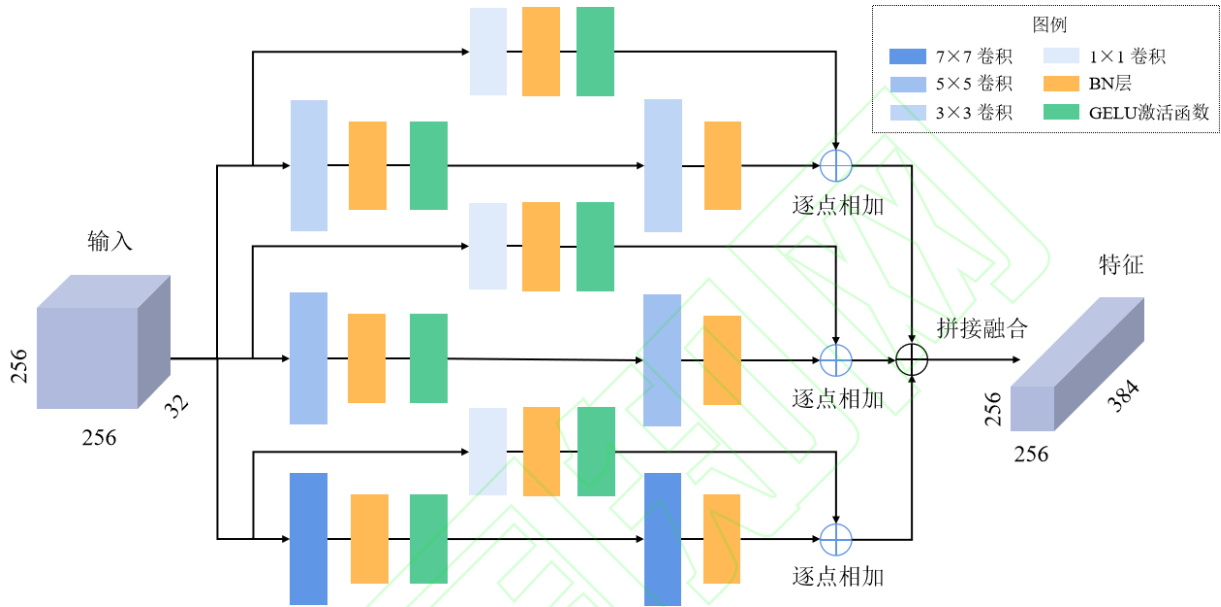 图例
7×7 卷积
1×1 卷积
5×5 卷积
BN层
3×3 卷积
GELU激活函数
逐点相加
输入
256
256
32
逐点相加
拼接融合
特征
256
256
384
逐点相加